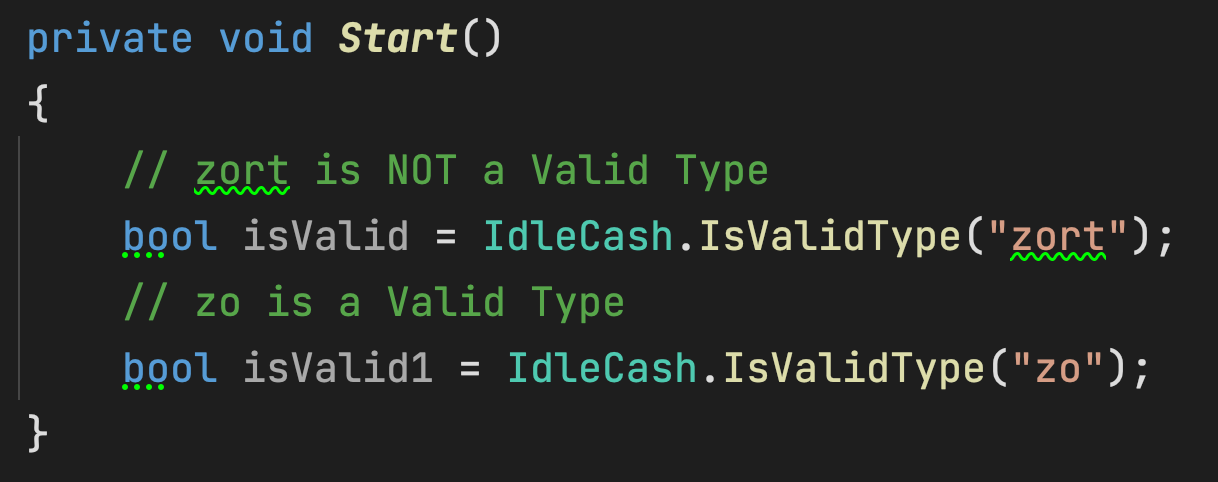 private void Start()
{
// zort is NOT a Valid Type
bool isValid = IdleCash.IsValidType("zort");
// zo is a Valid Type
bool isValid1 = IdleCash.IsValidType("zo");
}